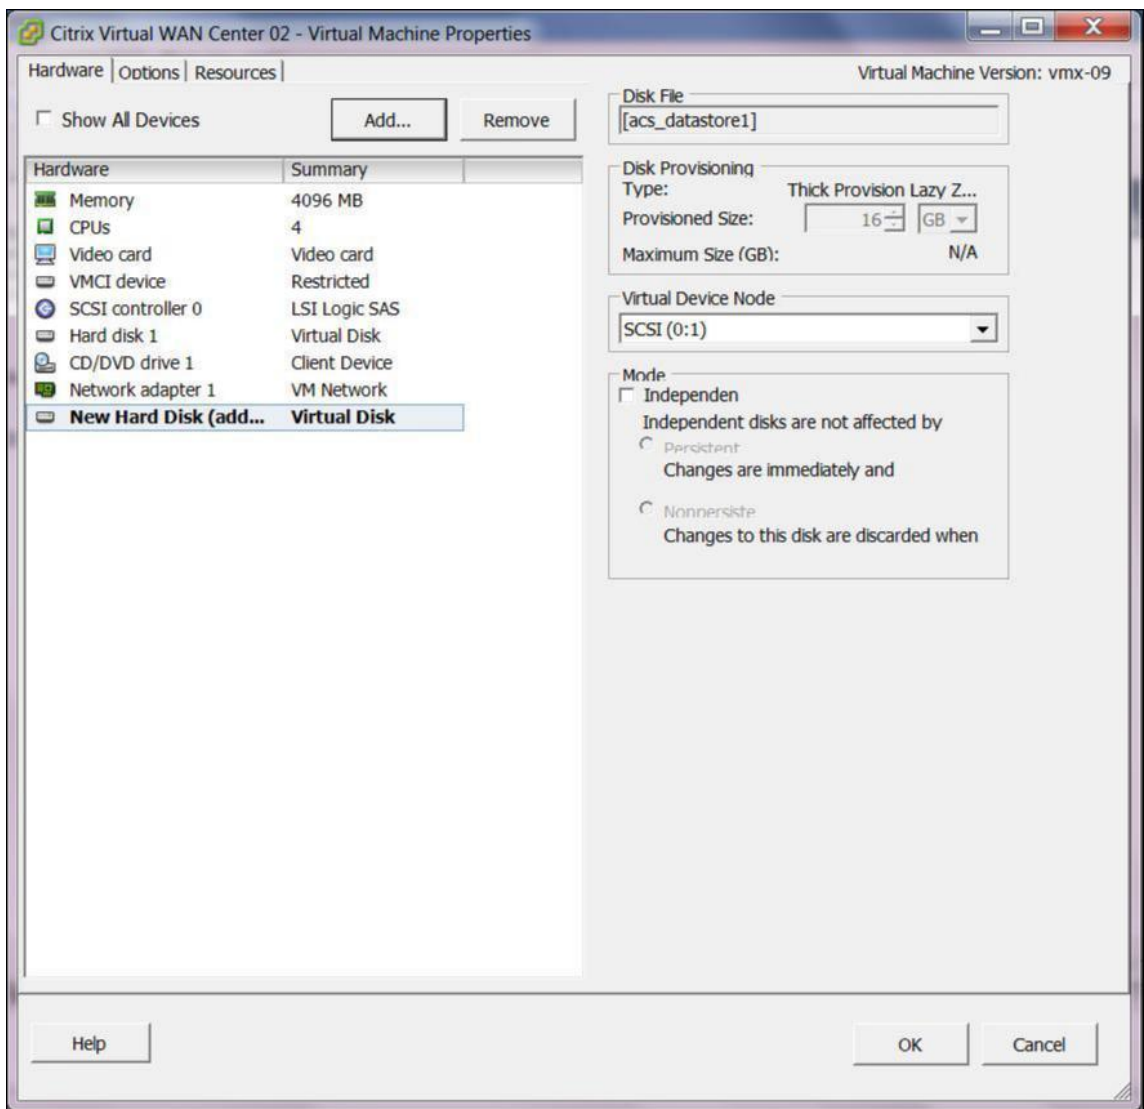 Citrix Virtual WAN Center 02 - Virtual Machine Properties
Hardware Options Resources
Virtual Machine Version: vmx-09
Show All Devices
Add...
Remove
Hardware Summary
Memory 4096 MB
CPUs 4
Video card Video card
VMCI device Restricted
SCSI controller 0 LSI Logic SAS
Hard disk 1 Virtual Disk
CD/DVD drive 1 Client Device
Network adapter 1 VM Network
New Hard Disk (add... Virtual Disk
Disk File
[acs_datastore1]
Disk Provisioning
Type: Thick Provision Lazy Z...
Provisioned Size: 16 GB
Maximum Size (GB): N/A
Virtual Device Node
SCSI (0:1)
Mode
Independen
Independent disks are not affected by
Persistent
Changes are immediately and
Nonpersiste
Changes to this disk are discarded when
Help
OK
Cancel